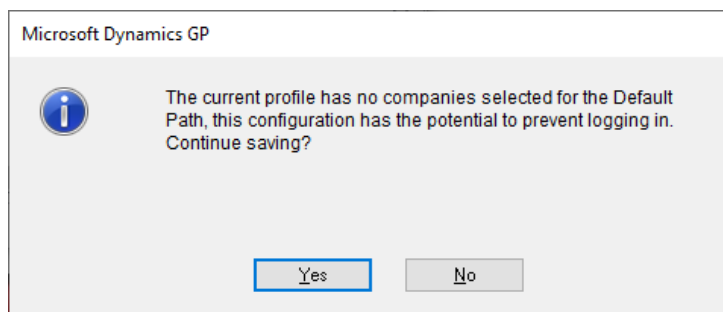 Microsoft Dynamics GP
The current profile has no companies selected for the Default
Path, this configuration has the potential to prevent logging in.
Continue saving?
Yes
No